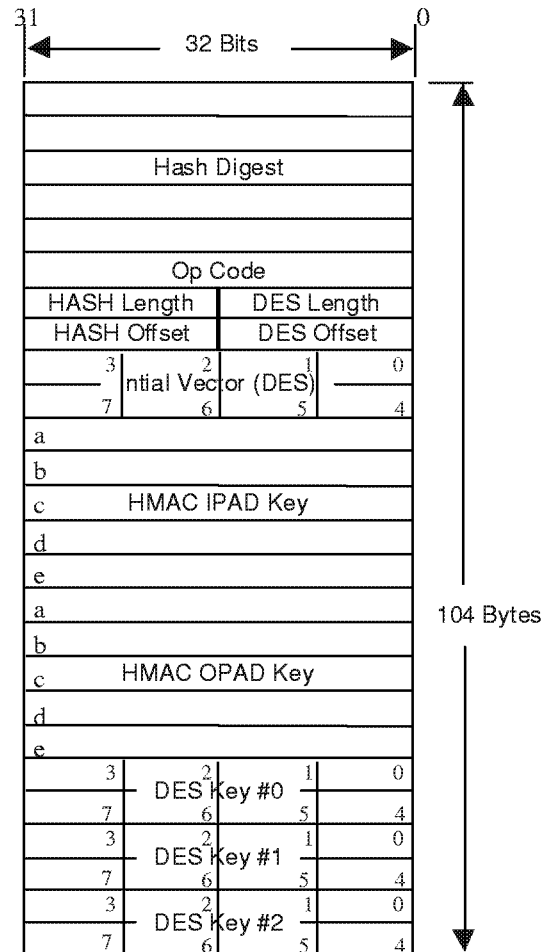 31 0
32 Bits
Hash Digest
Op Code
HASH Length DES Length
HASH Offset DES Offset
3 2 1 0
ntial Vector (DES)
7 6 5 4
a
b
c HMAC IPAD Key
d
e
a
104 Bytes
b
c HMAC OPAD Key
d
e
3 2 1 0
DES Key #0
7 6 5 4
3 2 1 0
DES Key #1
7 6 5 4
3 2 1 0
DES Key #2
7 6 5 4